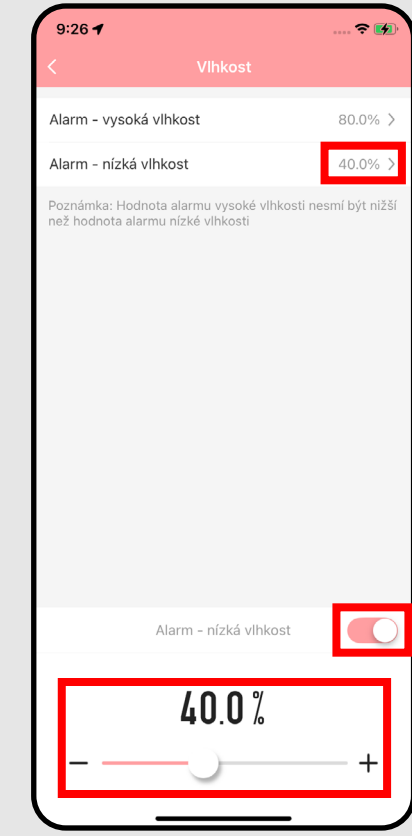 9:26
Vlhkost
Alarm - vysoká vlhkost 80.0%
Alarm - nízká vlhkost 40.0%
Poznámka: Hodnota alarmu vysoké vlhkosti nesmí být nižší
než hodnota alarmu nízké vlhkosti
Alarm - nízká vlhkost
40.0 %
− +